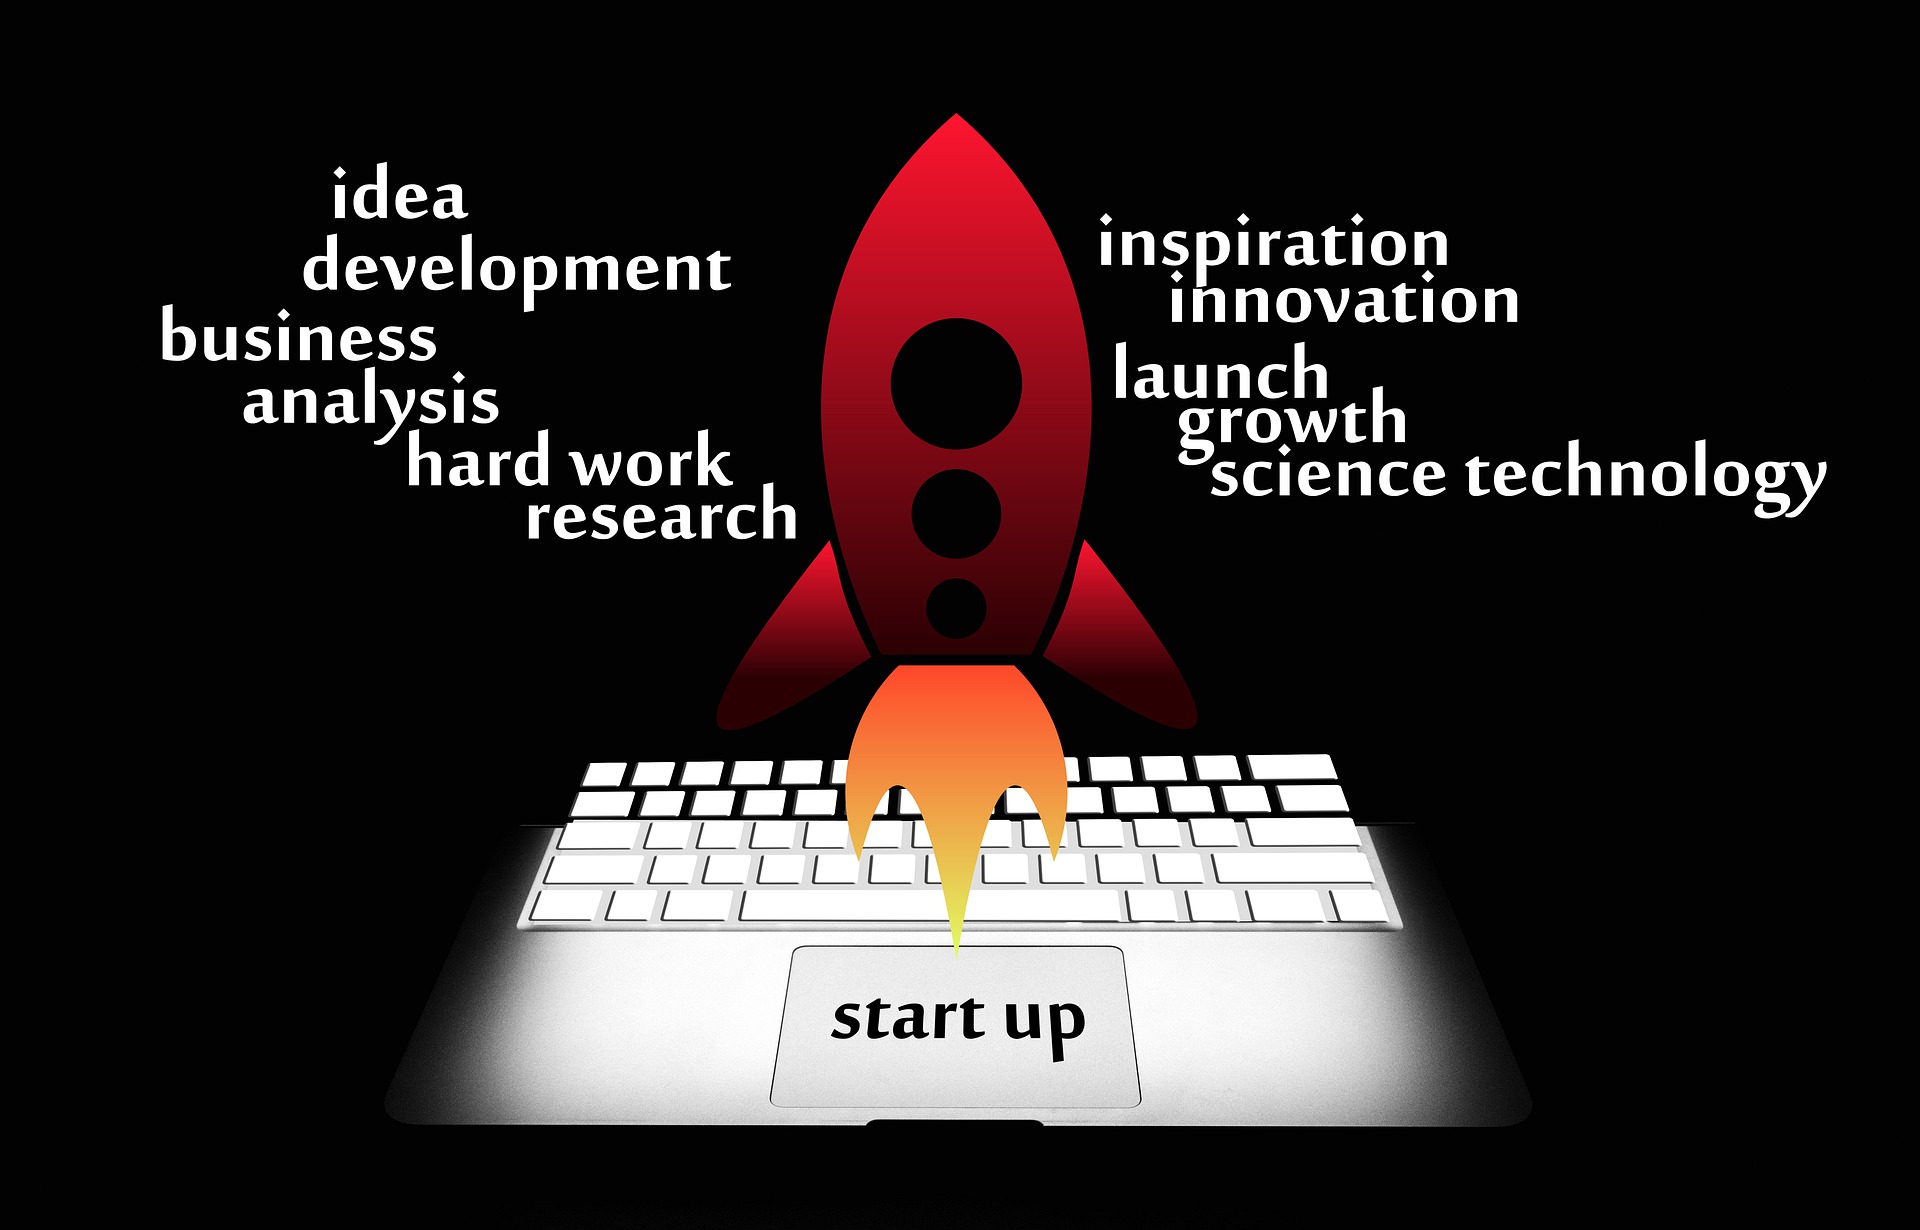 idea
development
business
analysis
hard work
research
inspiration
innovation
launch
growth
science technology
start up